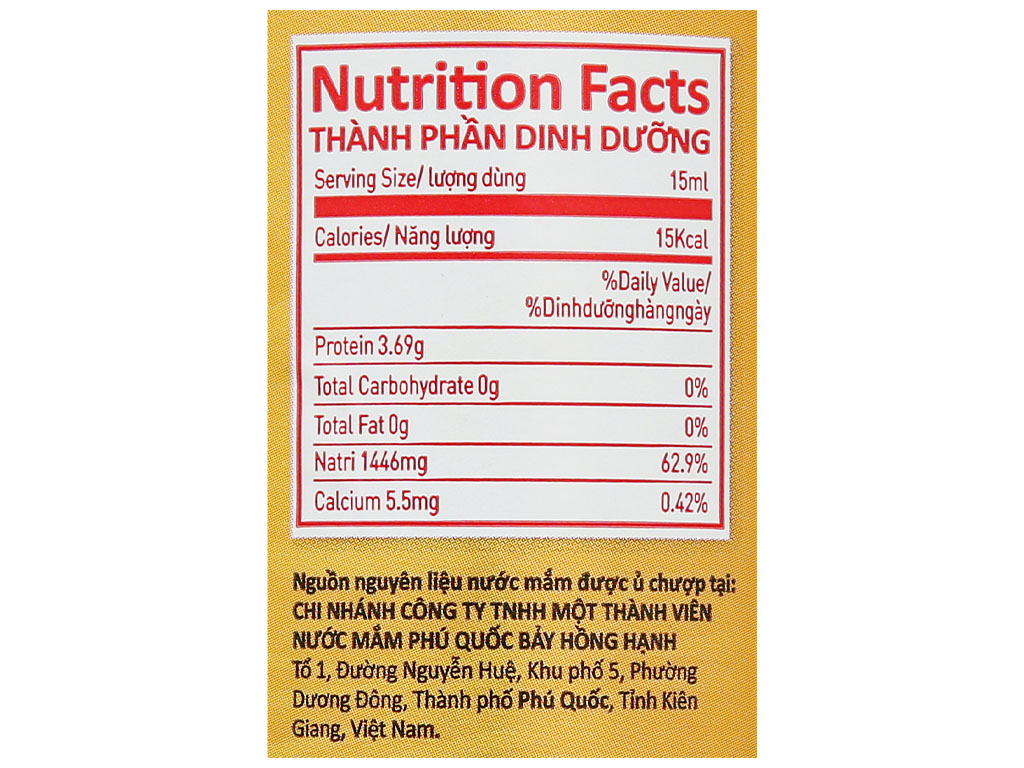 Nutrition Facts
THÀNH PHẦN DINH DƯỠNG
Serving Size/ lượng dùng 15ml
Calories/ Năng lượng 15Kcal
%Daily Value/
%Dinhdưỡnghàngngày
Protein 3.69g
Total Carbohydrate 0g 0%
Total Fat 0g 0%
Natri 1446mg 62.9%
Calcium 5.5mg 0.42%
Nguồn nguyên liệu nước mắm được ủ chượp tại:
CHI NHÁNH CÔNG TY TNHH MỘT THÀNH VIÊN
NƯỚC MẮM PHÚ QUỐC BẢY HỒNG HẠNH
Tổ 1, Đường Nguyễn Huệ, Khu phố 5, Phường
Dương Đông, Thành phố Phú Quốc, Tỉnh Kiên
Giang, Việt Nam.